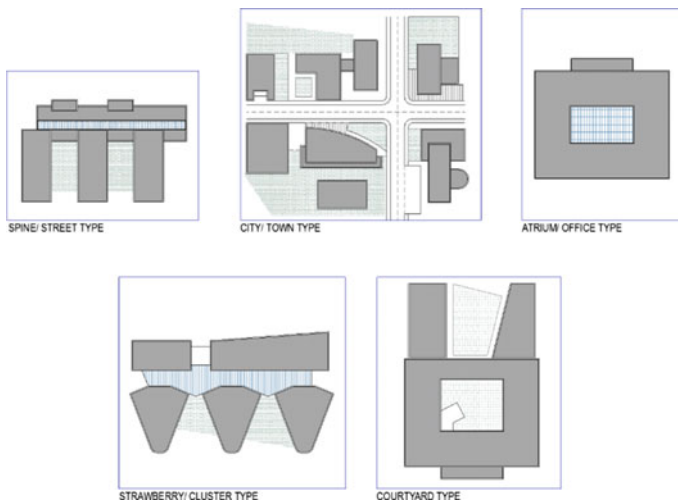 SPINE/ STREET TYPE
CITY/ TOWN TYPE
ATRIUM/ OFFICE TYPE
STRAWBERRY/ CLUSTER TYPE
COURTYARD TYPE